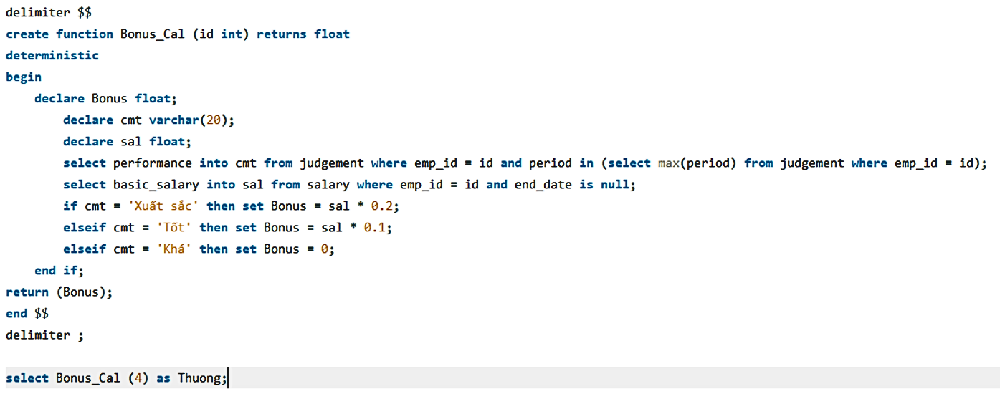 delimiter $$
create function Bonus_Cal (id int) returns float
deterministic
begin
declare Bonus float;
declare cmt varchar(20);
declare sal float;
select performance into cmt from judgement where emp_id = id and period in (select max(period) from judgement where emp_id = id);
select basic_salary into sal from salary where emp_id = id and end_date is null;
if cmt = 'Xuất sắc' then set Bonus = sal * 0.2;
elseif cmt = 'Tốt' then set Bonus = sal * 0.1;
elseif cmt = 'Khá' then set Bonus = 0;
end if;
return (Bonus);
end $$
delimiter ;
select Bonus_Cal (4) as Thuong;